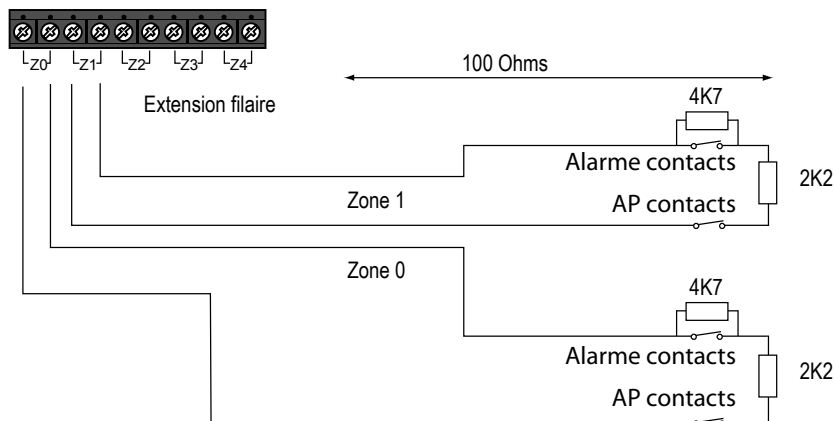 Z0 Z1 Z2 Z3 Z4
100 Ohms
Extension filaire
4K7
Alarme contacts
2K2
Zone 1
AP contacts
Zone 0
4K7
Alarme contacts
2K2
AP contacts